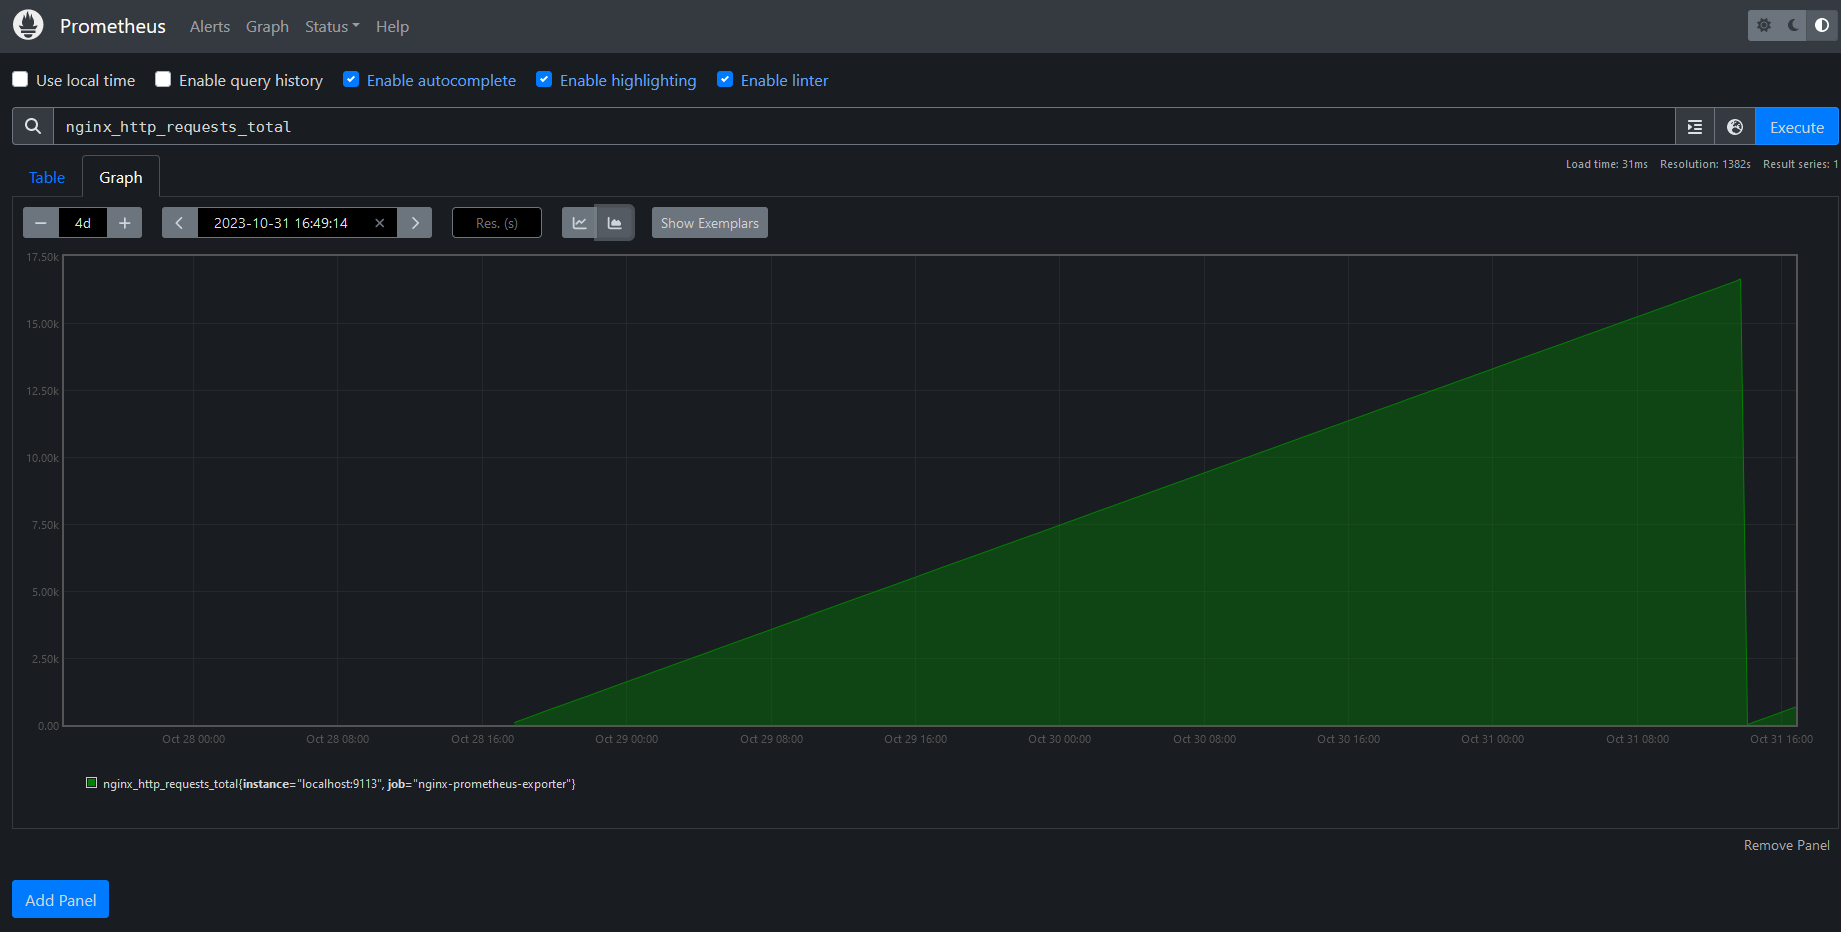 Prometheus Alerts Graph Status Help
Use local time Enable query history Enable autocomplete Enable highlighting Enable linter
nginx_http_requests_total Execute
Load time: 31ms Resolution: 1382s Result series: 1
Table Graph
− 4d + 2023-10-31 16:49:14 × Res. (s) Show Exemplars
17.50k
15.00k
12.50k
10.00k
7.50k
5.00k
2.50k
0.00
Oct 28 00:00 Oct 28 08:00 Oct 28 16:00 Oct 29 00:00 Oct 29 08:00 Oct 29 16:00 Oct 30 00:00 Oct 30 08:00 Oct 30 16:00 Oct 31 00:00 Oct 31 08:00 Oct 31 16:00
nginx_http_requests_total{instance="localhost:9113", job="nginx-prometheus-exporter"}
Remove Panel
Add Panel